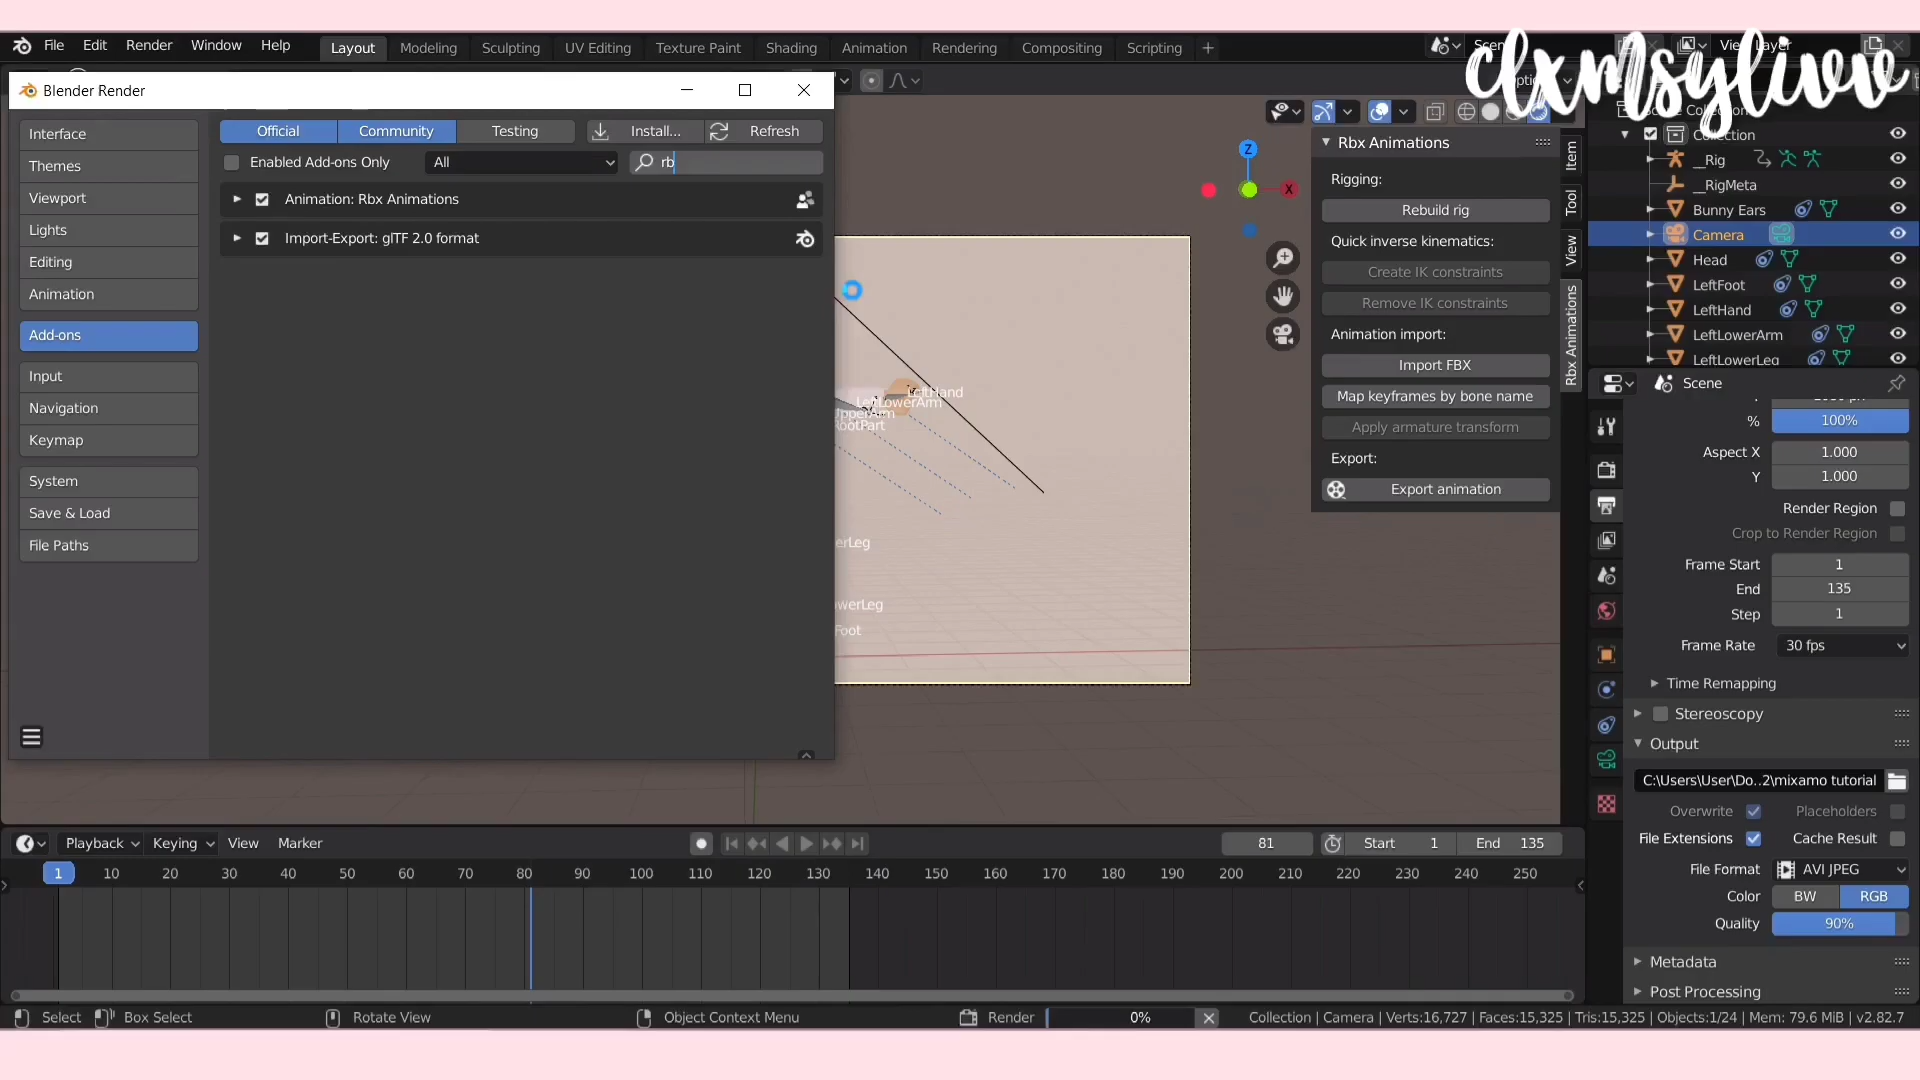 File Edit Render Window Help Layout Modeling Sculpting UV Editing Texture Paint Shading Animation Rendering Compositing Scripting +
clxmsylivv
Blender Render
Interface
Themes
Viewport
Lights
Editing
Animation
Add-ons
Input
Navigation
Keymap
System
Save & Load
File Paths
Official Community Testing Install... Refresh
Enabled Add-ons Only All rb
Animation: Rbx Animations
Import-Export: glTF 2.0 format
LeftHand
LeftLowerArm
UpperArm
RootPart
erLeg
werLeg
Foot
Z
X
Rbx Animations
Rigging:
Rebuild rig
Quick inverse kinematics:
Create IK constraints
Remove IK constraints
Animation import:
Import FBX
Map keyframes by bone name
Apply armature transform
Export:
Export animation
Item
Tool
View
Rbx Animations
Collection
__Rig
__RigMeta
Bunny Ears
Camera
Head
LeftFoot
LeftHand
LeftLowerArm
LeftLowerLeg
Scene
% 100%
Aspect X 1.000
Y 1.000
Render Region
Crop to Render Region
Frame Start 1
End 135
Step 1
Frame Rate 30 fps
Time Remapping
Stereoscopy
Output
C:\Users\User\Do..2\mixamo tutorial
Overwrite Placeholders
File Extensions Cache Result
File Format AVI JPEG
Color BW RGB
Quality 90%
Metadata
Post Processing
Playback Keying View Marker 81 Start 1 End 135
1 10 20 30 40 50 60 70 80 90 100 110 120 130 140 150 160 170 180 190 200 210 220 230 240 250
Select Box Select Rotate View Object Context Menu Render 0% Collection | Camera | Verts:16,727 | Faces:15,325 | Tris:15,325 | Objects:1/24 | Mem: 79.6 MiB | v2.82.7